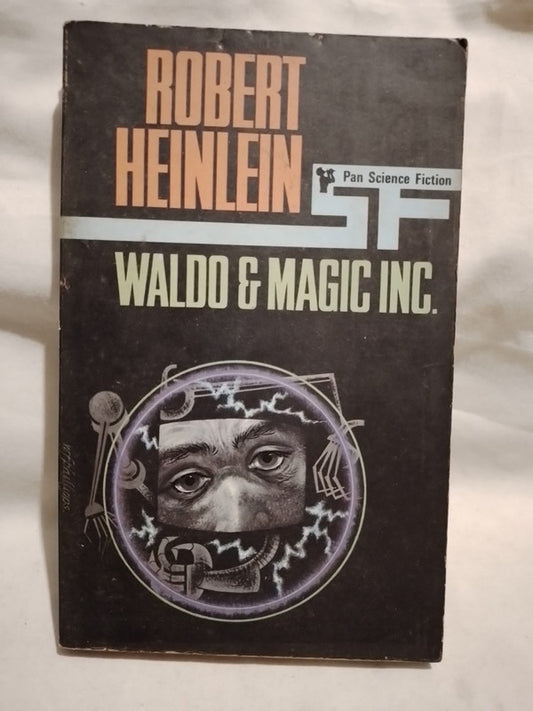 ROBERT
HEINLEIN
Pan Science Fiction
SF
WALDO & MAGIC INC.